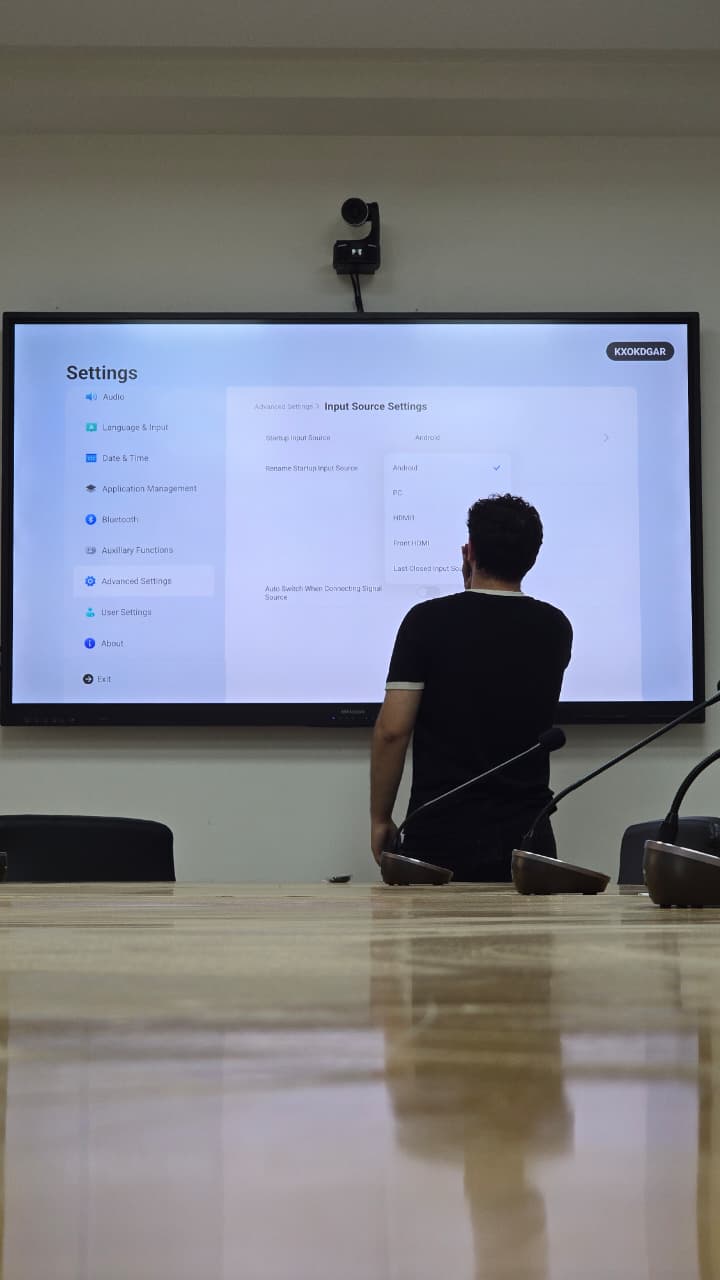 KXOKDGAR
Settings
Audio
Language & Input
Date & Time
Application Management
Bluetooth
Auxiliary Functions
Advanced Settings
User Settings
About
Exit
Advanced Settings > Input Source Settings
Startup Input Source Android
Rename Startup Input Source
Android
PC
HDMI1
Front HDMI
Last Closed Input Sou
Auto Switch When Connecting Signal
Source